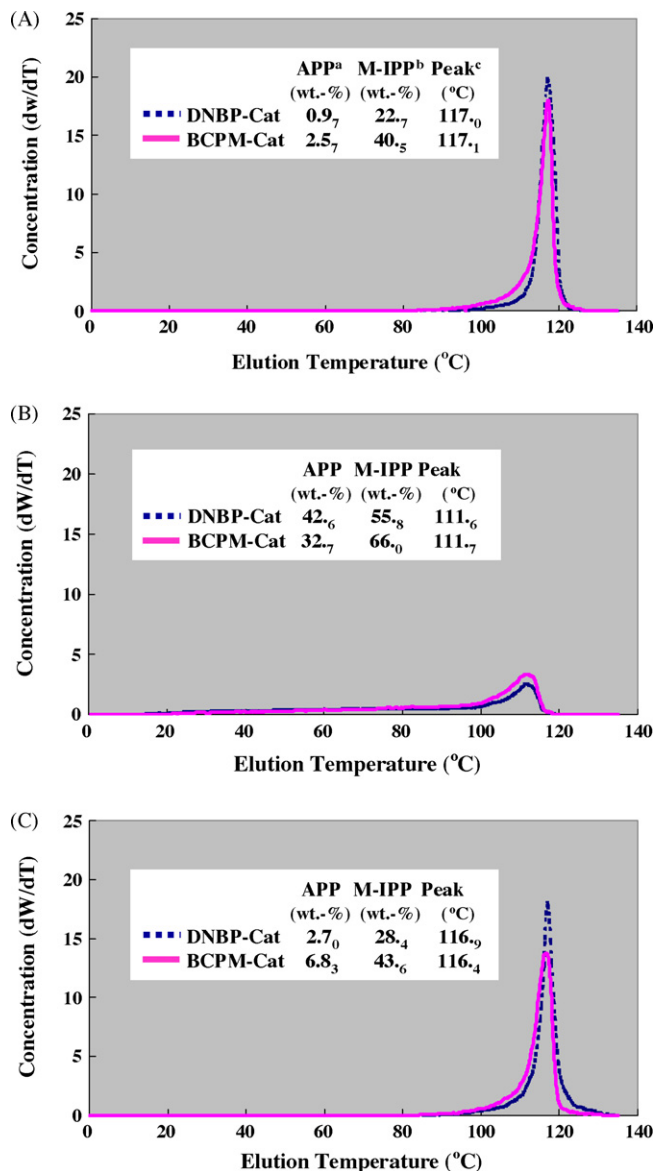 (A)
25
20
15
10
5
0
Concentration (dw/dT)
APPᵃ M-IPPᵇ Peakᶜ
(wt.-%) (wt.-%) (°C)
DNBP-Cat 0.9₇ 22.₇ 117.₀
BCPM-Cat 2.5₇ 40.₅ 117.₁
0 20 40 60 80 100 120 140
Elution Temperature (°C)
(B)
25
20
15
10
5
0
Concentration (dW/dT)
APP M-IPP Peak
(wt.-%) (wt.-%) (°C)
DNBP-Cat 42.₆ 55.₈ 111.₆
BCPM-Cat 32.₇ 66.₀ 111.₇
0 20 40 60 80 100 120 140
Elution Temperature (°C)
(C)
25
20
15
10
5
0
Concentration (dW/dT)
APP M-IPP Peak
(wt.-%) (wt.-%) (°C)
DNBP-Cat 2.7₀ 28.₄ 116.₉
BCPM-Cat 6.8₃ 43.₆ 116.₄
0 20 40 60 80 100 120 140
Elution Temperature (°C)